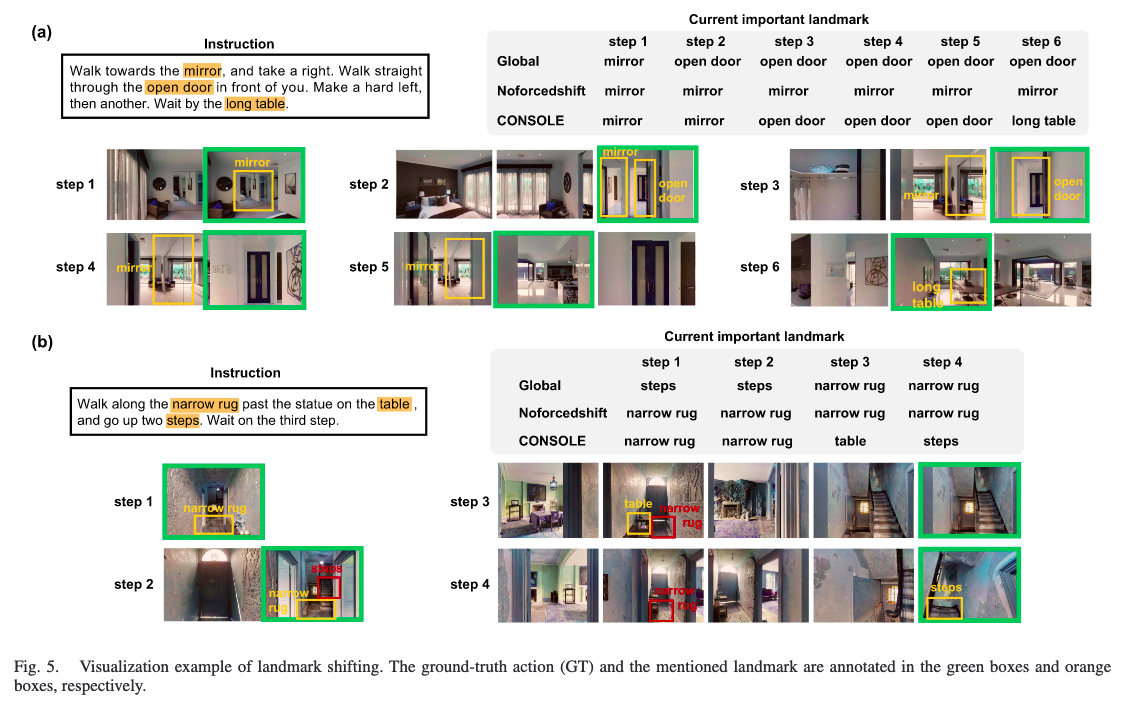 (a)
Instruction
Walk towards the mirror, and take a right. Walk straight
through the open door in front of you. Make a hard left,
then another. Wait by the long table.
Current important landmark
step 1 step 2 step 3 step 4 step 5 step 6
Global mirror open door open door open door open door open door
Noforcedshift mirror mirror mirror mirror mirror mirror
CONSOLE mirror mirror open door open door open door long table
step 1
mirror
step 2
mirror
open
door
step 3
mirror
open
door
step 4
mirror
step 5
mirror
step 6
long
table
(b)
Instruction
Walk along the narrow rug past the statue on the table ,
and go up two steps. Wait on the third step.
Current important landmark
step 1 step 2 step 3 step 4
Global steps steps narrow rug narrow rug
Noforcedshift narrow rug narrow rug narrow rug narrow rug
CONSOLE narrow rug narrow rug table steps
step 1
narrow rug
step 2
steps
narrow
rug
step 3
table
narrow
rug
step 4
narrow
rug
steps
Fig. 5. Visualization example of landmark shifting. The ground-truth action (GT) and the mentioned landmark are annotated in the green boxes and orange
boxes, respectively.